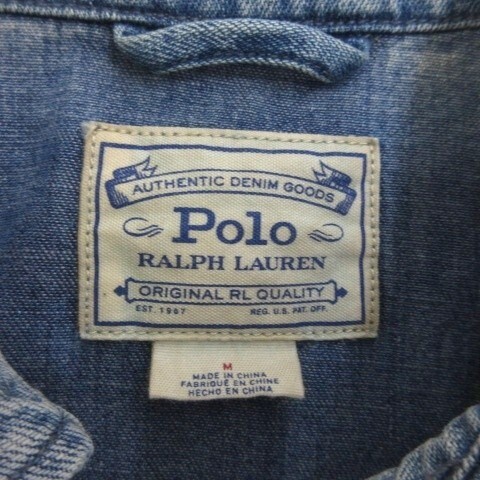 AUTHENTIC DENIM GOODS
Polo
RALPH LAUREN
ORIGINAL RL QUALITY
EST. 1967 REG. U.S. PAT. OFF.
M
MADE IN CHINA
FABRIQUÉ EN CHINE
HECHO EN CHINA